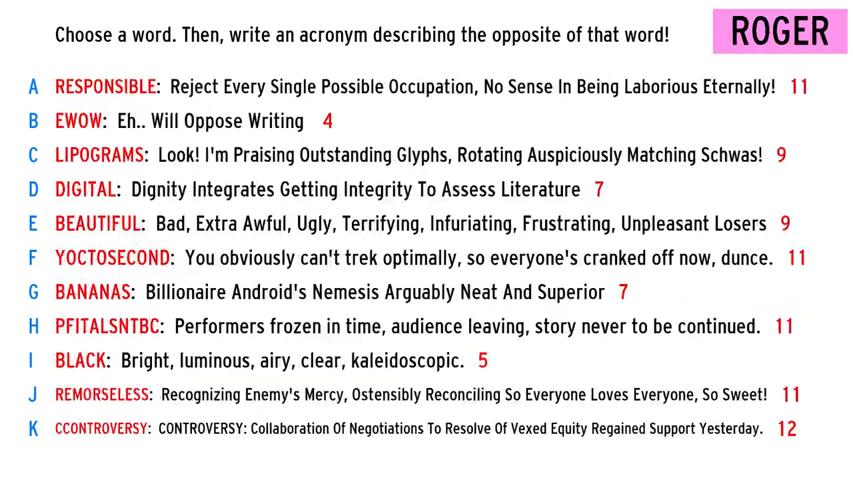 Choose a word. Then, write an acronym describing the opposite of that word!
ROGER
A RESPONSIBLE: Reject Every Single Possible Occupation, No Sense In Being Laborious Eternally! 11
B EWOW: Eh.. Will Oppose Writing 4
C LIPOGRAMS: Look! I'm Praising Outstanding Glyphs, Rotating Auspiciously Matching Schwas! 9
D DIGITAL: Dignity Integrates Getting Integrity To Assess Literature 7
E BEAUTIFUL: Bad, Extra Awful, Ugly, Terrifying, Infuriating, Frustrating, Unpleasant Losers 9
F YOCTOSECOND: You obviously can't trek optimally, so everyone's cranked off now, dunce. 11
G BANANAS: Billionaire Android's Nemesis Arguably Neat And Superior 7
H PFITALSNTBC: Performers frozen in time, audience leaving, story never to be continued. 11
I BLACK: Bright, luminous, airy, clear, kaleidoscopic. 5
J REMORSELESS: Recognizing Enemy's Mercy, Ostensibly Reconciling So Everyone Loves Everyone, So Sweet! 11
K CCONTROVERSY: CONTROVERSY: Collaboration Of Negotiations To Resolve Of Vexed Equity Regained Support Yesterday. 12